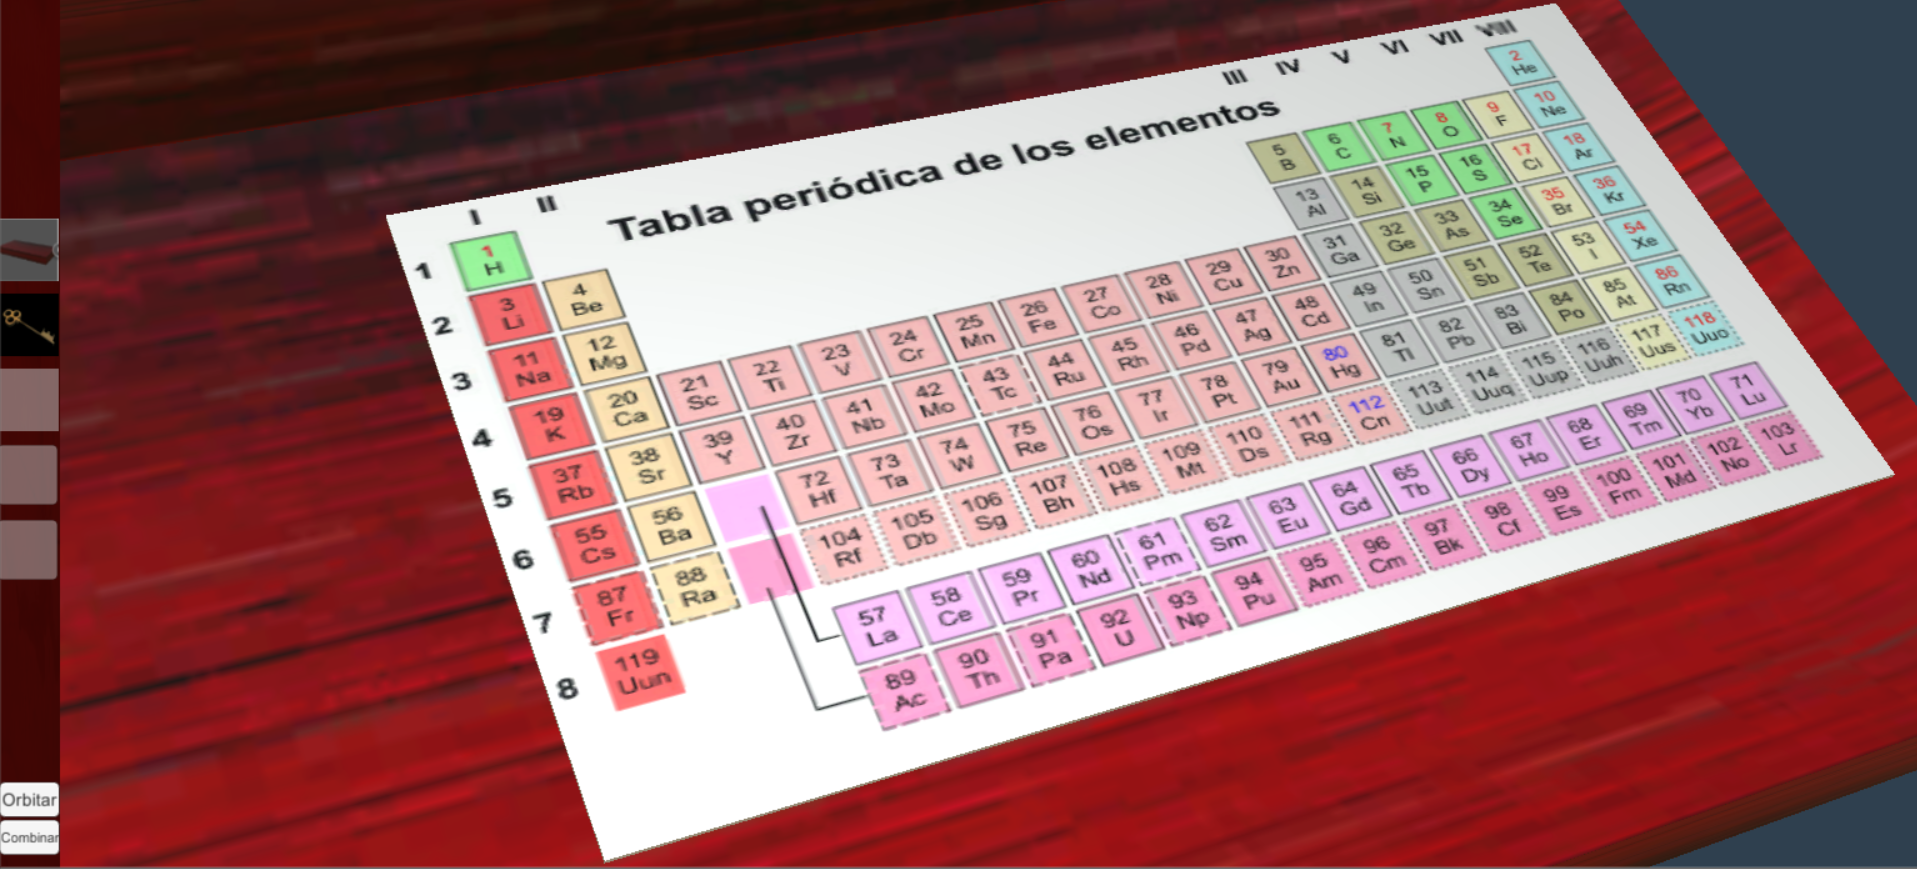 I II III IV V VI VII VIII
Tabla periódica de los elementos
1
1 H
2 He
2
3 Li
4 Be
5 B
6 C
7 N
8 O
9 F
10 Ne
3
11 Na
12 Mg
13 Al
14 Si
15 P
16 S
17 Cl
18 Ar
4
19 K
20 Ca
21 Sc
22 Ti
23 V
24 Cr
25 Mn
26 Fe
27 Co
28 Ni
29 Cu
30 Zn
31 Ga
32 Ge
33 As
34 Se
35 Br
36 Kr
5
37 Rb
38 Sr
39 Y
40 Zr
41 Nb
42 Mo
43 Tc
44 Ru
45 Rh
46 Pd
47 Ag
48 Cd
49 In
50 Sn
51 Sb
52 Te
53 I
54 Xe
6
55 Cs
56 Ba
72 Hf
73 Ta
74 W
75 Re
76 Os
77 Ir
78 Pt
79 Au
80 Hg
81 Tl
82 Pb
83 Bi
84 Po
85 At
86 Rn
7
87 Fr
88 Ra
104 Rf
105 Db
106 Sg
107 Bh
108 Hs
109 Mt
110 Ds
111 Rg
112 Cn
113 Uut
114 Uuq
115 Uup
116 Uuh
117 Uus
118 Uuo
8
119 Uun
57 La
58 Ce
59 Pr
60 Nd
61 Pm
62 Sm
63 Eu
64 Gd
65 Tb
66 Dy
67 Ho
68 Er
69 Tm
70 Yb
71 Lu
89 Ac
90 Th
91 Pa
92 U
93 Np
94 Pu
95 Am
96 Cm
97 Bk
98 Cf
99 Es
100 Fm
101 Md
102 No
103 Lr
Orbitar
Combinar